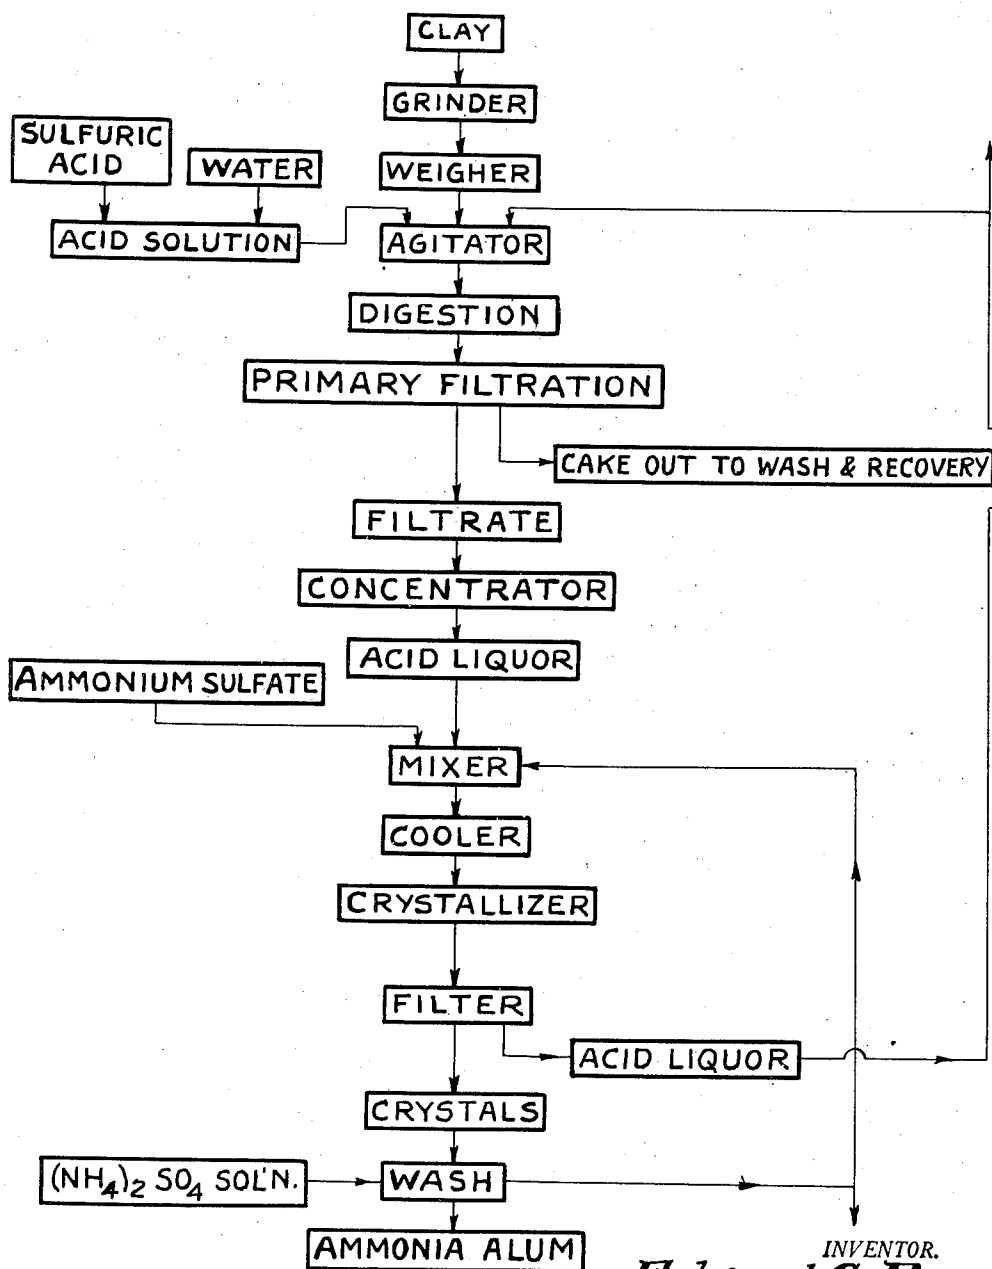 CLAY
GRINDER
SULFURIC
ACID
WATER
WEIGHER
ACID SOLUTION
AGITATOR
DIGESTION
PRIMARY FILTRATION
CAKE OUT TO WASH & RECOVERY
FILTRATE
CONCENTRATOR
ACID LIQUOR
AMMONIUM SULFATE
MIXER
COOLER
CRYSTALLIZER
FILTER
ACID LIQUOR
CRYSTALS
(NH4)2 SO4 SOL'N.
WASH
AMMONIA ALUM
INVENTOR.